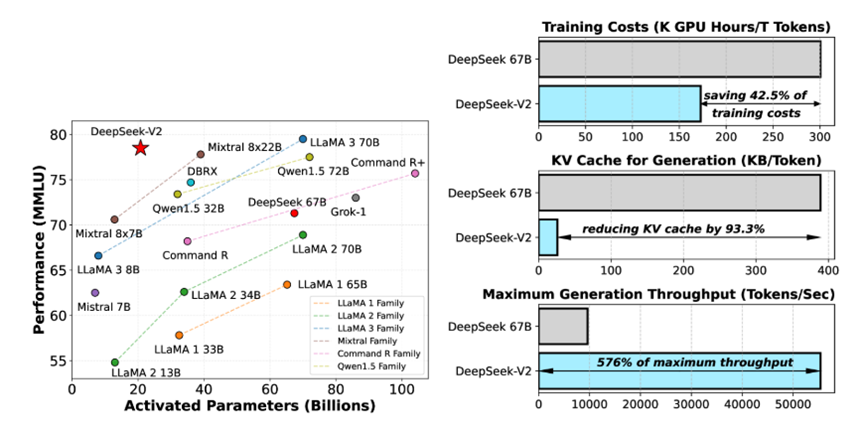 80
75
70
65
60
55
Performance (MMLU)
DeepSeek-V2
Mixtral 8x22B
LLaMA 3 70B
DBRX
Qwen1.5 72B
Command R+
Qwen1.5 32B
DeepSeek 67B
Grok-1
Mixtral 8x7B
Command R
LLaMA 2 70B
LLaMA 3 8B
Mistral 7B
LLaMA 2 34B
LLaMA 1 65B
LLaMA 1 33B
LLaMA 2 13B
LLaMA 1 Family
LLaMA 2 Family
LLaMA 3 Family
Mixtral Family
Command R Family
Qwen1.5 Family
0 20 40 60 80 100
Activated Parameters (Billions)
Training Costs (K GPU Hours/T Tokens)
DeepSeek 67B
DeepSeek-V2
saving 42.5% of
training costs
0 50 100 150 200 250 300
KV Cache for Generation (KB/Token)
DeepSeek 67B
DeepSeek-V2
reducing KV cache by 93.3%
0 100 200 300 400
Maximum Generation Throughput (Tokens/Sec)
DeepSeek 67B
DeepSeek-V2
576% of maximum throughput
0 10000 20000 30000 40000 50000